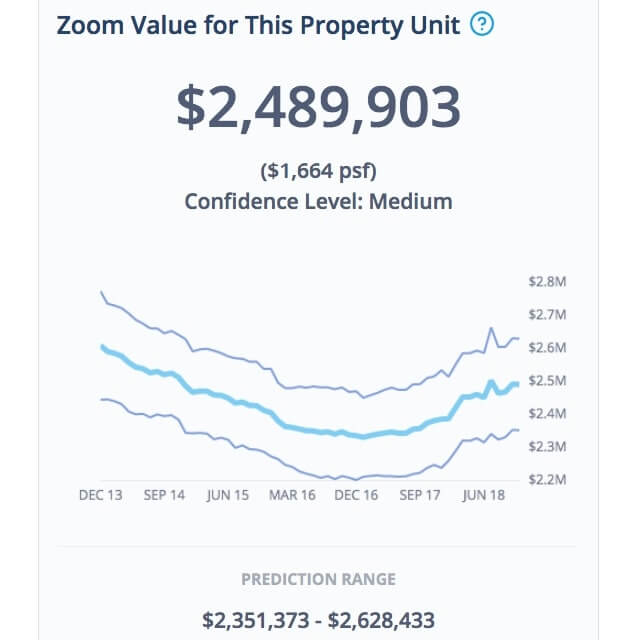 Zoom Value for This Property Unit ?
$2,489,903
($1,664 psf)
Confidence Level: Medium
$2.8M
$2.7M
$2.6M
$2.5M
$2.4M
$2.3M
$2.2M
DEC 13 SEP 14 JUN 15 MAR 16 DEC 16 SEP 17 JUN 18
PREDICTION RANGE
$2,351,373 - $2,628,433